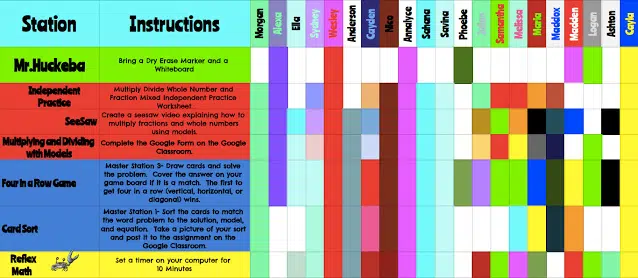 Station
Instructions
Morgan
Alexa
Ella
Sydney
Wesley
Anderson
Cayden
Nico
Annalyce
Sahana
Savina
Phoebe
John
Samantha
Melissa
Maria
Maddox
Madden
Logan
Ashton
Cayla
Mr.Huckeba
Bring a Dry Erase Marker and a
Whiteboard
Independent
Practice
Multiply Divide Whole Number and
Fraction Mixed Independent Practice
Worksheet
SeeSaw
Create a seesaw video explaining how to
multiply fractions and whole numbers
using models.
Multiplying and Dividing
with Models
Complete the Google Form on the Google
Classroom.
Four in a Row Game
Master Station 3- Draw cards and solve
the problem. Cover the answer on your
game board if it is a match. The first to
get four in a row (vertical, horizontal, or
diagonal) wins.
Card Sort
Master Station 1- Sort the cards to match
the word problem to the solution, model,
and equation. Take a picture of your sort
and post it to the assignment on the
Google Classroom.
Reflex
Math
Set a timer on your computer for
10 Minutes